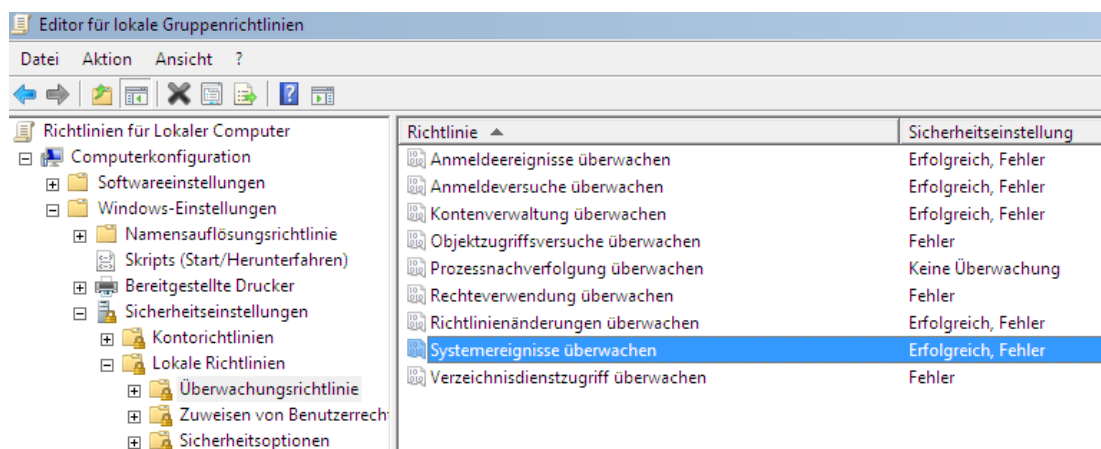 Editor für lokale Gruppenrichtlinien
Datei Aktion Ansicht ?
Richtlinien für Lokaler Computer
Computerkonfiguration
Softwareeinstellungen
Windows-Einstellungen
Namensauflösungsrichtlinie
Skripts (Start/Herunterfahren)
Bereitgestellte Drucker
Sicherheitseinstellungen
Kontorichtlinien
Lokale Richtlinien
Überwachungsrichtlinie
Zuweisen von Benutzerrech
Sicherheitsoptionen
Richtlinie Sicherheitseinstellung
Anmeldeereignisse überwachen Erfolgreich, Fehler
Anmeldeversuche überwachen Erfolgreich, Fehler
Kontenverwaltung überwachen Erfolgreich, Fehler
Objektzugriffsversuche überwachen Fehler
Prozessnachverfolgung überwachen Keine Überwachung
Rechteverwendung überwachen Fehler
Richtlinienänderungen überwachen Erfolgreich, Fehler
Systemereignisse überwachen Erfolgreich, Fehler
Verzeichnisdienstzugriff überwachen Fehler